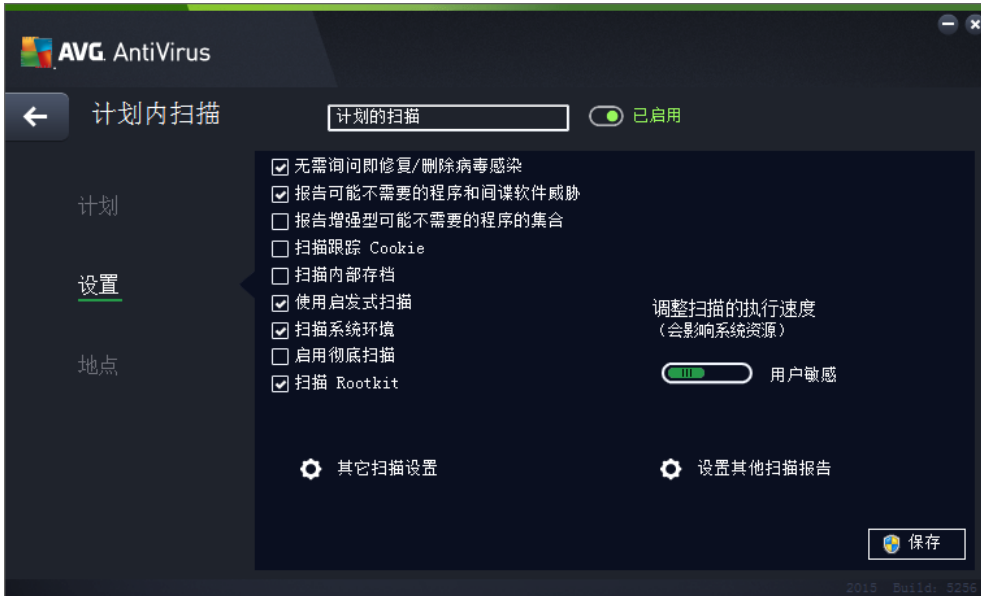 AVG. AntiVirus
计划内扫描
计划的扫描
已启用
计划
设置
地点
无需询问即修复/删除病毒感染
报告可能不需要的程序和间谍软件威胁
报告增强型可能不需要的程序的集合
扫描跟踪 Cookie
扫描内部存档
使用启发式扫描
扫描系统环境
启用彻底扫描
扫描 Rootkit
调整扫描的执行速度
(会影响系统资源)
用户敏感
其它扫描设置
设置其他扫描报告
保存
2015 Build: 5256